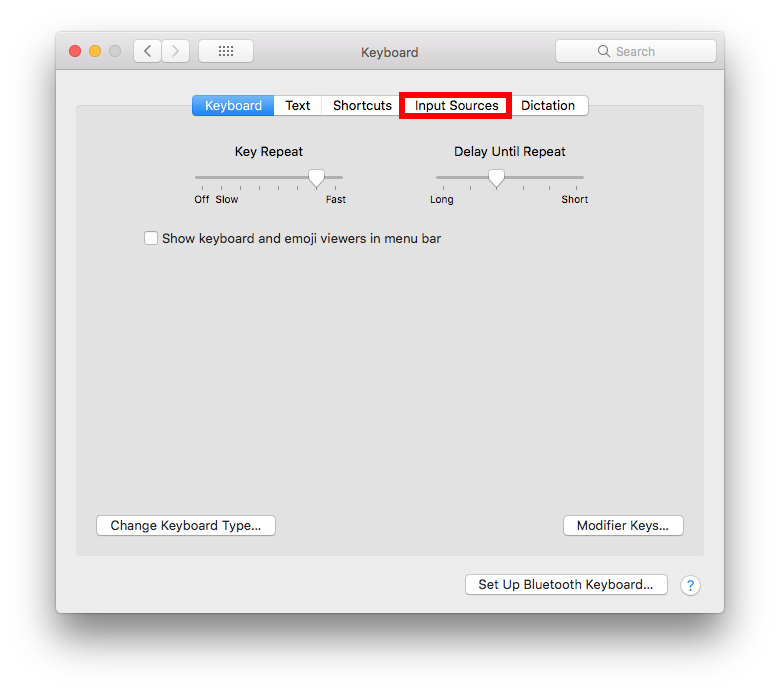 Keyboard
Search
Keyboard Text Shortcuts Input Sources Dictation
Key Repeat Delay Until Repeat
Off Slow Fast Long Short
Show keyboard and emoji viewers in menu bar
Change Keyboard Type... Modifier Keys...
Set Up Bluetooth Keyboard... ?